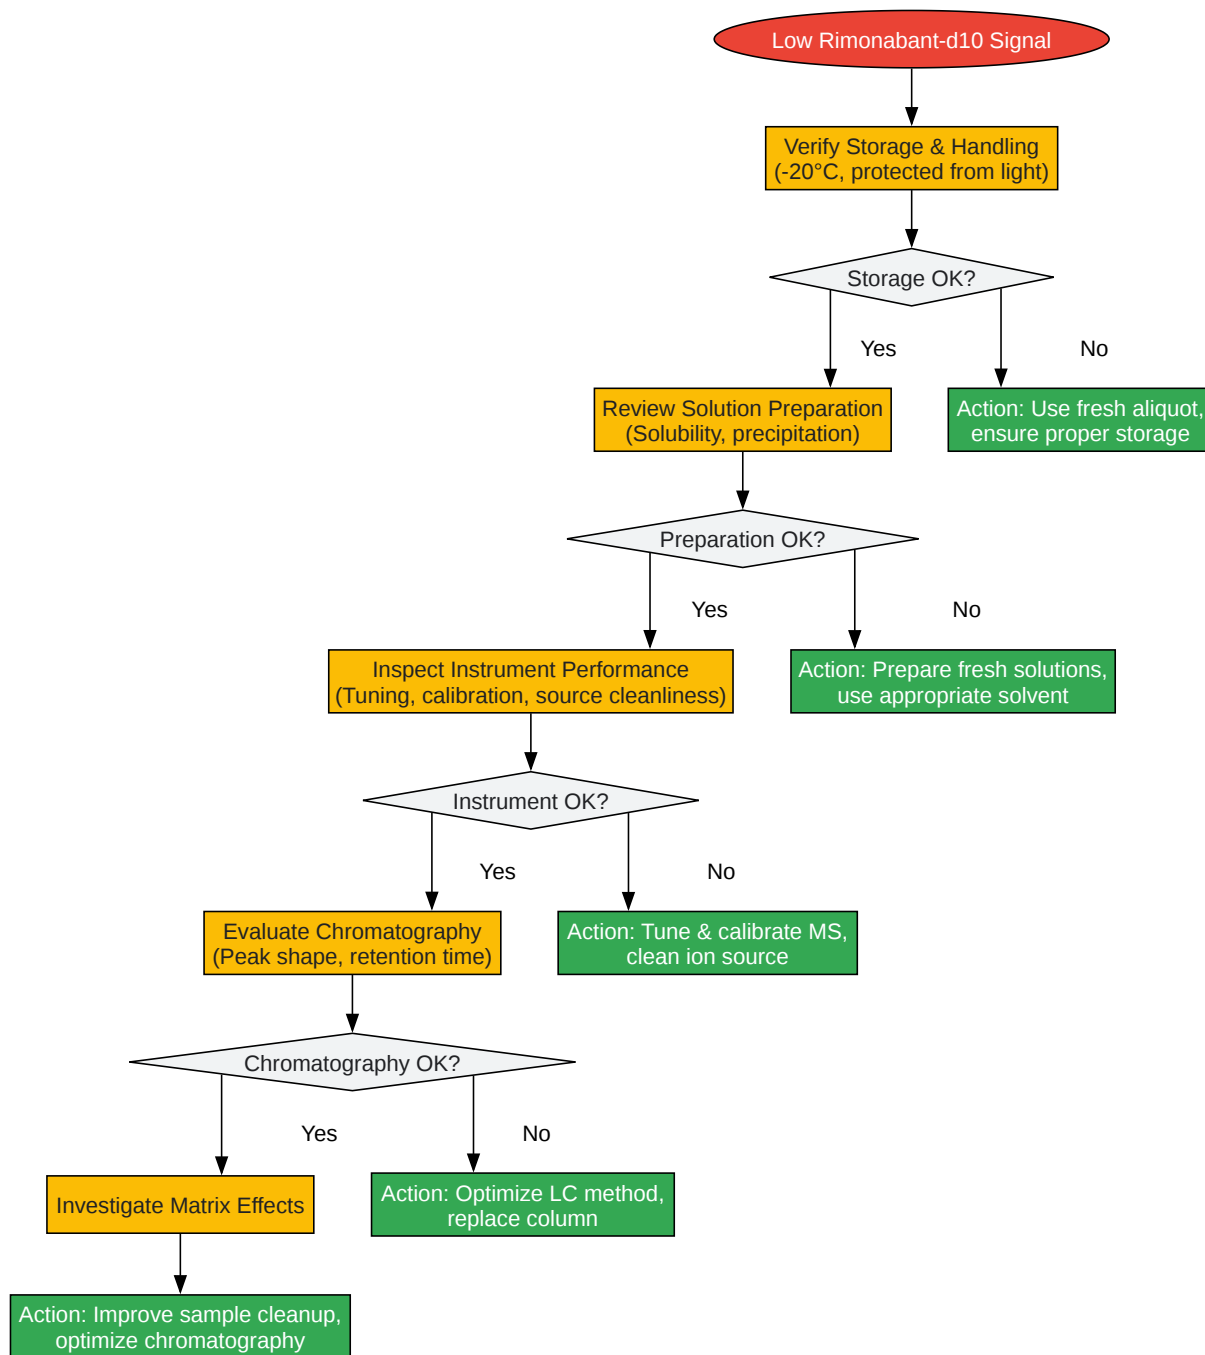 Low Rimonabant-d10 Signal
Verify Storage & Handling
(-20°C, protected from light)
Storage OK?
Yes
No
Review Solution Preparation
(Solubility, precipitation)
Action: Use fresh aliquot,
ensure proper storage
Preparation OK?
Yes
No
Inspect Instrument Performance
(Tuning, calibration, source cleanliness)
Action: Prepare fresh solutions,
use appropriate solvent
Instrument OK?
Yes
No
Evaluate Chromatography
(Peak shape, retention time)
Action: Tune & calibrate MS,
clean ion source
Chromatography OK?
Yes
No
Investigate Matrix Effects
Action: Optimize LC method,
replace column
Action: Improve sample cleanup,
optimize chromatography